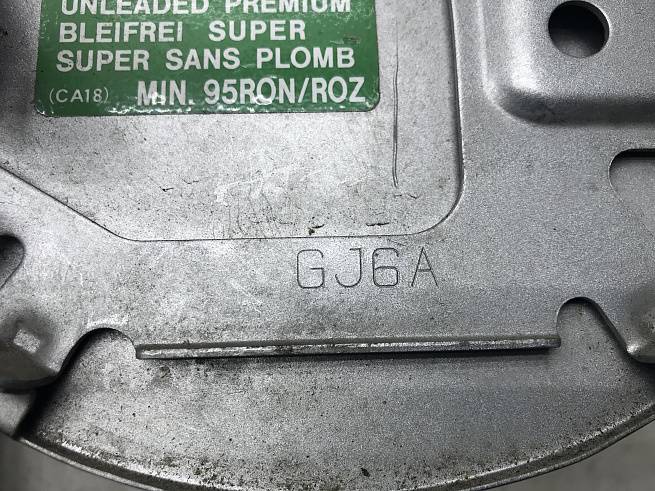 UNLEADED PREMIUM
BLEIFREI SUPER
SUPER SANS PLOMB
(CA18) MIN. 95RON/ROZ
GJ6A